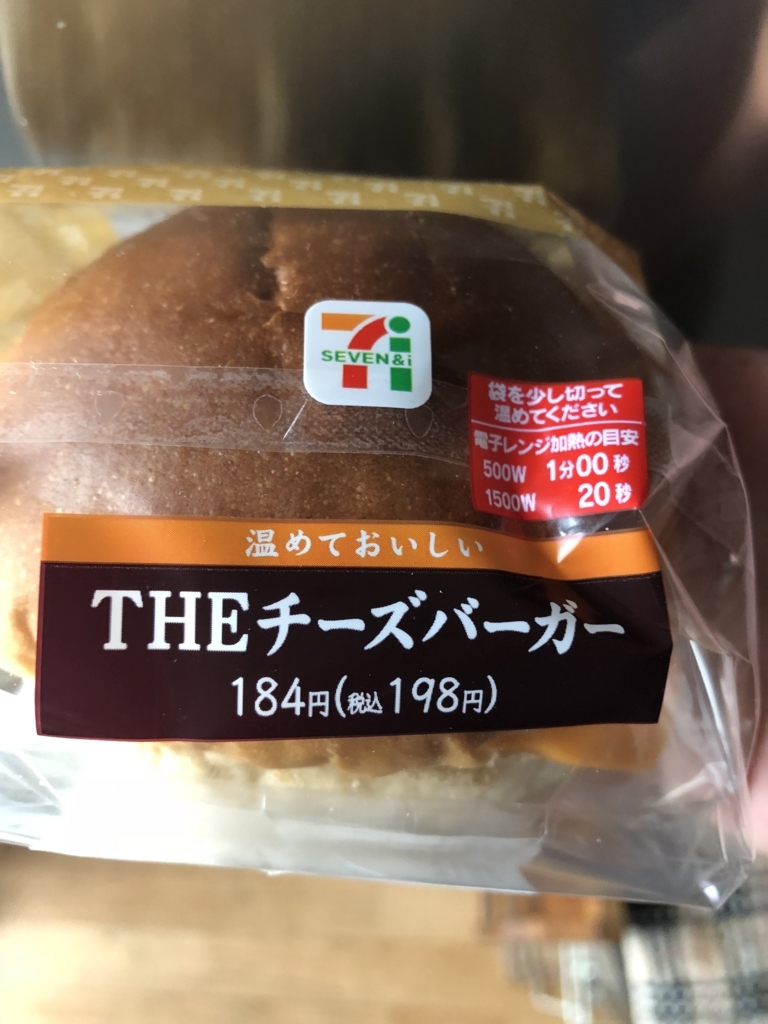 SEVEN&i
袋を少し切って
温めてください
電子レンジ加熱の目安
500W 1分00秒
1500W 20秒
温めておいしい
THEチーズバーガー
184円(税込198円)